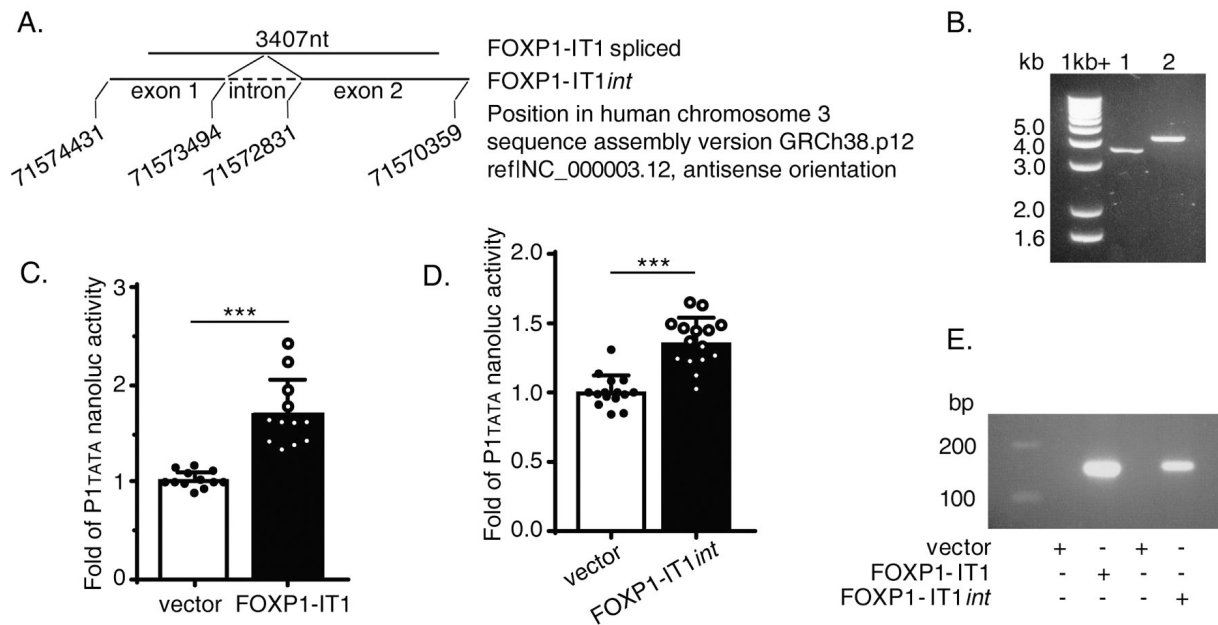 A.
3407nt
FOXP1-IT1 spliced
FOXP1-IT1int
exon 1 intron exon 2
71574431 71573494 71572831 71570359
Position in human chromosome 3
sequence assembly version GRCh38.p12
ref|NC_000003.12, antisense orientation
B.
kb 1kb+ 1 2
5.0
4.0
3.0
2.0
1.6
C.
Fold of P1TATA nanoluc activity
3
2
1
0
***
vector FOXP1-IT1
D.
Fold of P1TATA nanoluc activity
2.0
1.5
1.0
0.5
0.0
***
vector FOXP1-IT1int
E.
bp
200
100
vector + - + -
FOXP1-IT1 - + - -
FOXP1-IT1int - - - +